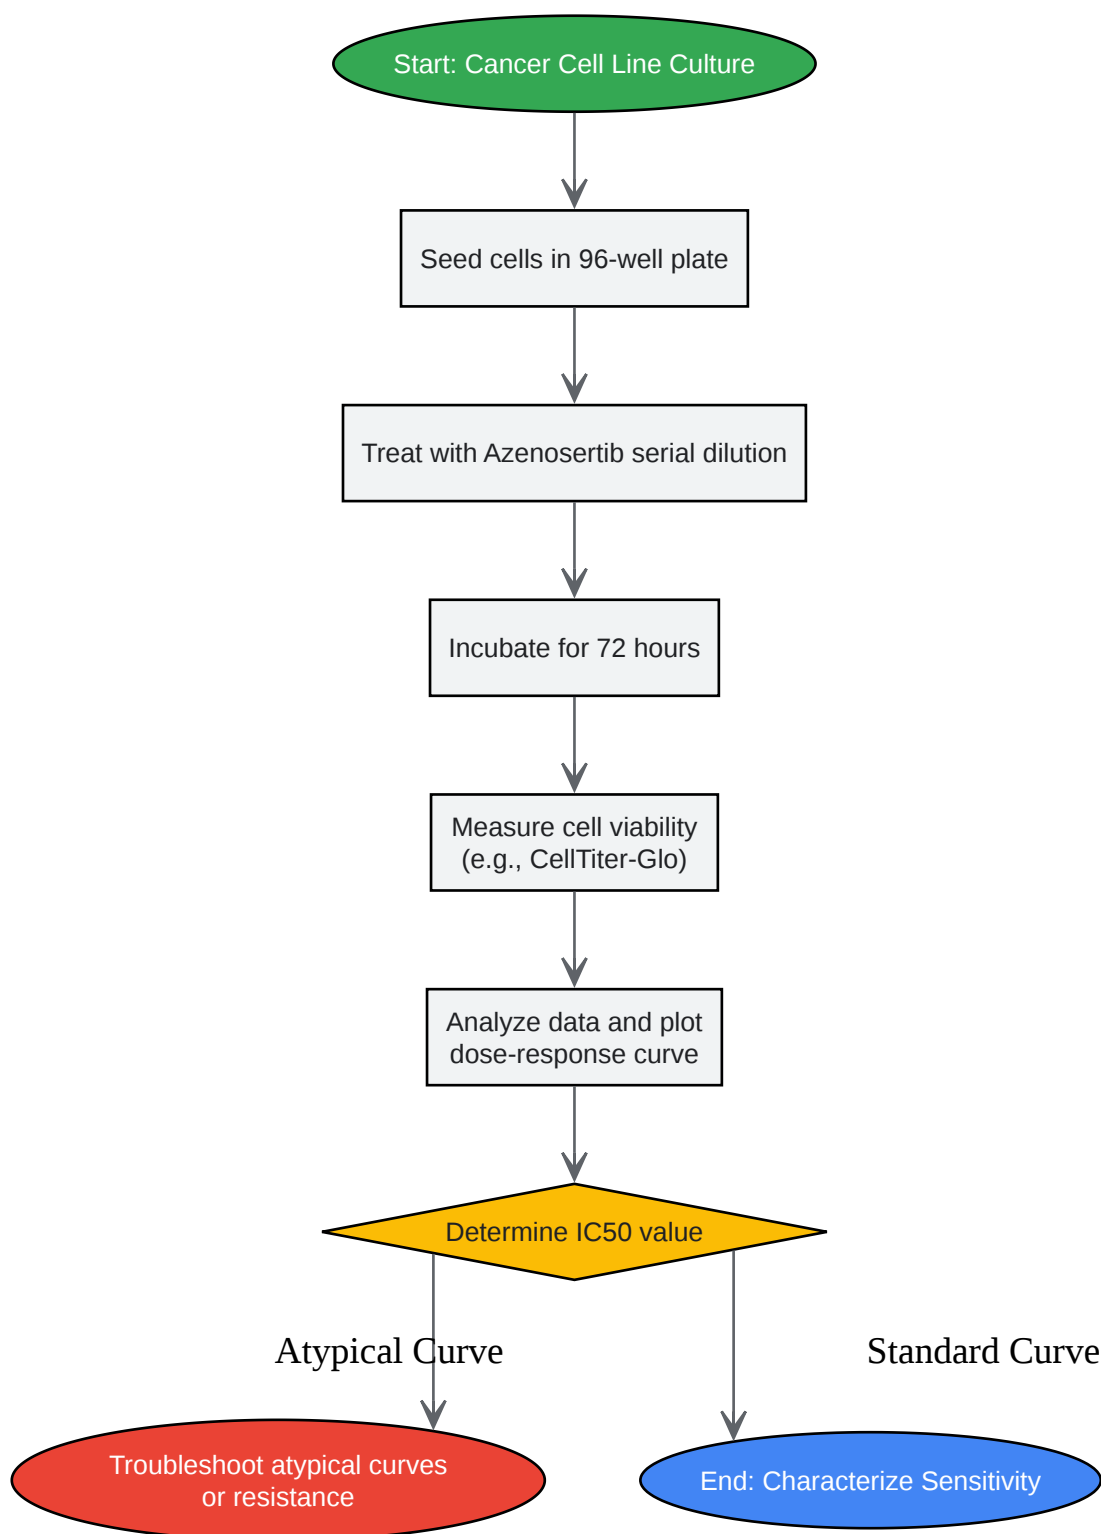 Start: Cancer Cell Line Culture
Seed cells in 96-well plate
Treat with Azenosertib serial dilution
Incubate for 72 hours
Measure cell viability
(e.g., CellTiter-Glo)
Analyze data and plot
dose-response curve
Determine IC50 value
Atypical Curve
Standard Curve
Troubleshoot atypical curves
or resistance
End: Characterize Sensitivity